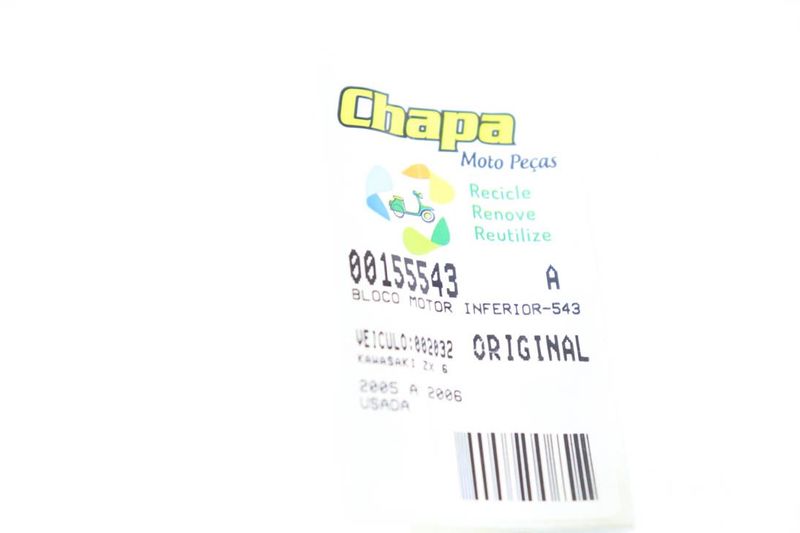 Chapa
Moto Peças
Recicle
Renove
Reutilize
00155543 A
BLOCO MOTOR INFERIOR-543
VEICULO:002032 ORIGINAL
KAWASAKI ZX 6
2005 A 2006
USADA